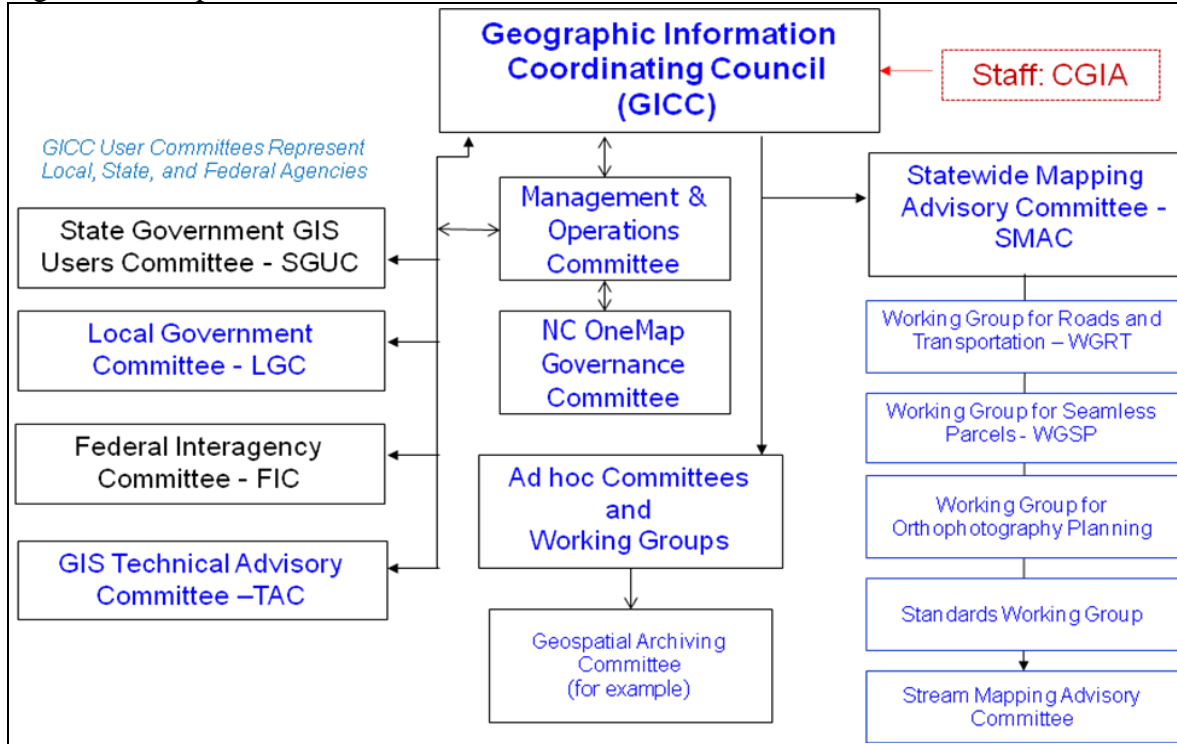 Geographic Information
Coordinating Council
(GICC)
Staff: CGIA
GICC User Committees Represent
Local, State, and Federal Agencies
State Government GIS
Users Committee - SGUC
Local Government
Committee - LGC
Federal Interagency
Committee - FIC
GIS Technical Advisory
Committee –TAC
Management &
Operations
Committee
NC OneMap
Governance
Committee
Ad hoc Committees
and
Working Groups
Geospatial Archiving
Committee
(for example)
Statewide Mapping
Advisory Committee -
SMAC
Working Group for Roads and
Transportation – WGRT
Working Group for Seamless
Parcels - WGSP
Working Group for
Orthophotography Planning
Standards Working Group
Stream Mapping Advisory
Committee